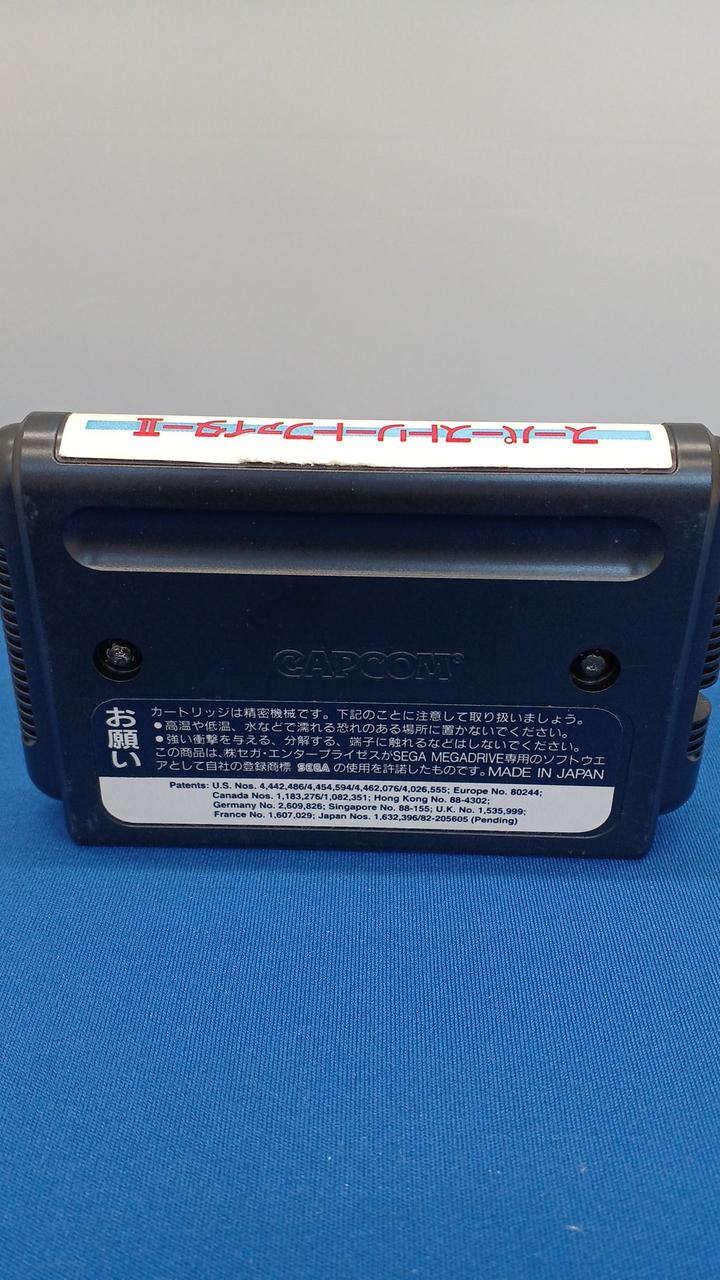 スーパーストリートファイターII
CAPCOM®
お願い
カートリッジは精密機械です。下記のことに注意して取り扱いましょう。
●高温や低温、水などで濡れる恐れのある場所に置かないでください。
●強い衝撃を与える、分解する、端子に触れるなどはしないでください。
この商品は、㈱セガ・エンタープライゼスがSEGA MEGADRIVE専用のソフトウエ
アとして自社の登録商標 SEGA の使用を許諾したものです。MADE IN JAPAN
Patents: U.S. Nos. 4,442,486/4,454,594/4,462,076/4,026,555; Europe No. 80244;
Canada Nos. 1,183,276/1,082,351; Hong Kong No. 88-4302;
Germany No. 2,609,826; Singapore No. 88-155; U.K. No. 1,535,999;
France No. 1,607,029; Japan Nos. 1,632,396/82-205605 (Pending)